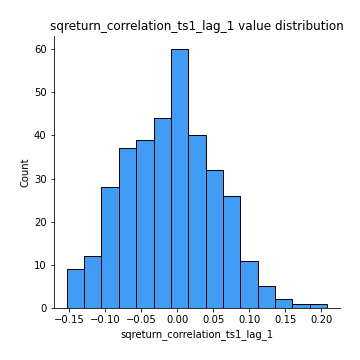 sqreturn_correlation_ts1_lag_1 value distribution
60
50
40
30
20
10
0
Count
−0.15 −0.10 −0.05 0.00 0.05 0.10 0.15 0.20
sqreturn_correlation_ts1_lag_1